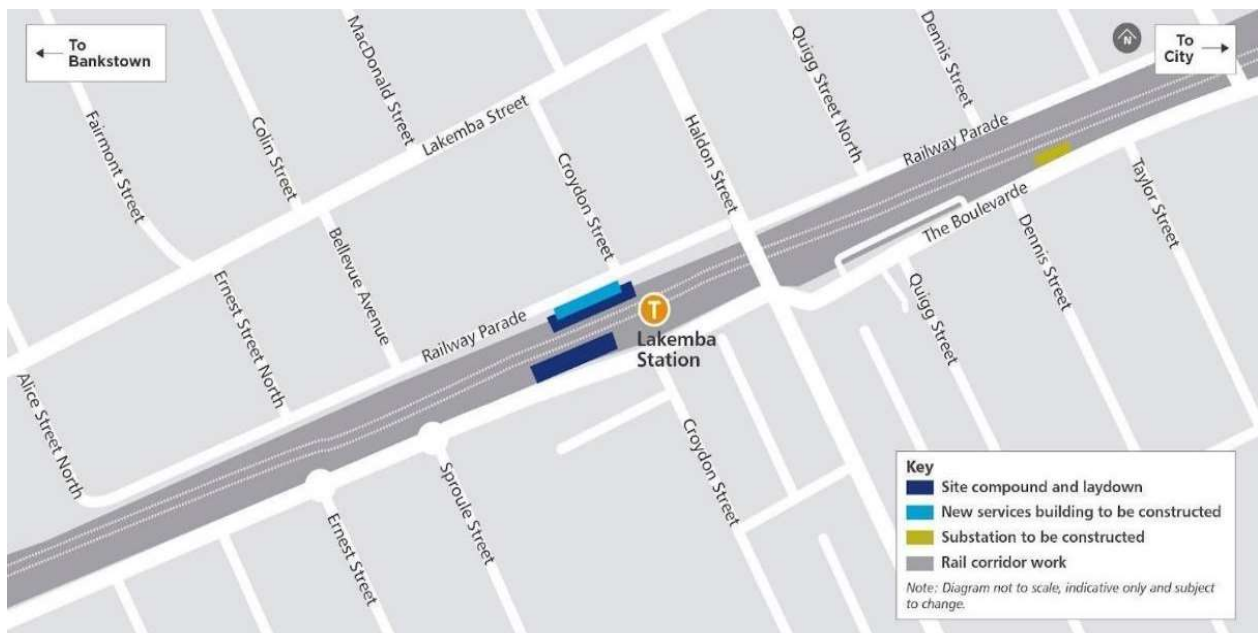 To
Bankstown
MacDonald Street
Quigg Street North
Dennis Street
N
To
City
Fairmont Street
Colin Street
Lakemba Street
Croydon Street
Haldon Street
Railway Parade
Taylor Street
Bellevue Avenue
The Boulevarde
Dennis Street
Ernest Street North
Railway Parade
T
Lakemba
Station
Quigg Street
Alice Street North
Croydon Street
Sproule Street
Ernest Street
Key
Site compound and laydown
New services building to be constructed
Substation to be constructed
Rail corridor work
Note: Diagram not to scale, indicative only and subject
to change.